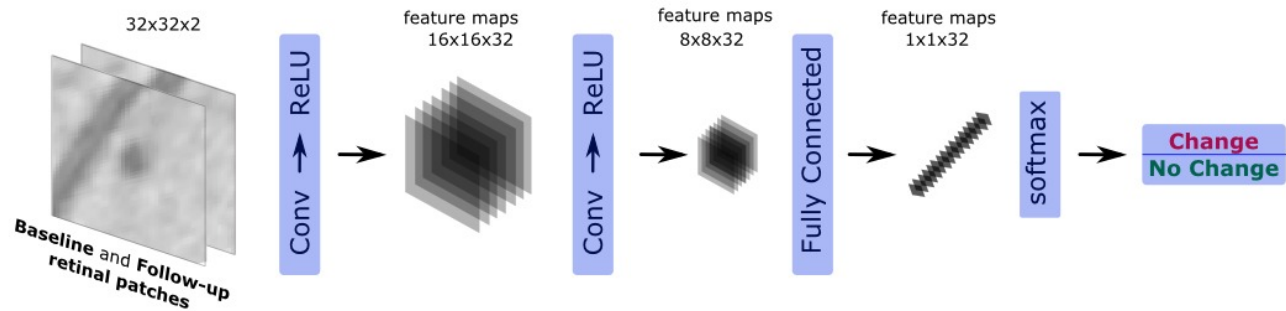 32x32x2
Baseline and Follow-up
retinal patches
Conv → ReLU
feature maps
16x16x32
Conv → ReLU
feature maps
8x8x32
Fully Connected
feature maps
1x1x32
softmax
Change
No Change